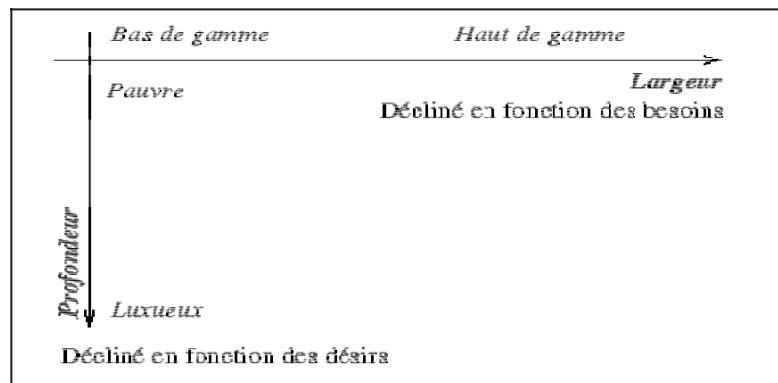 Bas de gamme Haut de gamme
Pauvre
Largeur
Décliné en fonction des besoins
Profondeur
Luxueux
Décliné en fonction des désirs